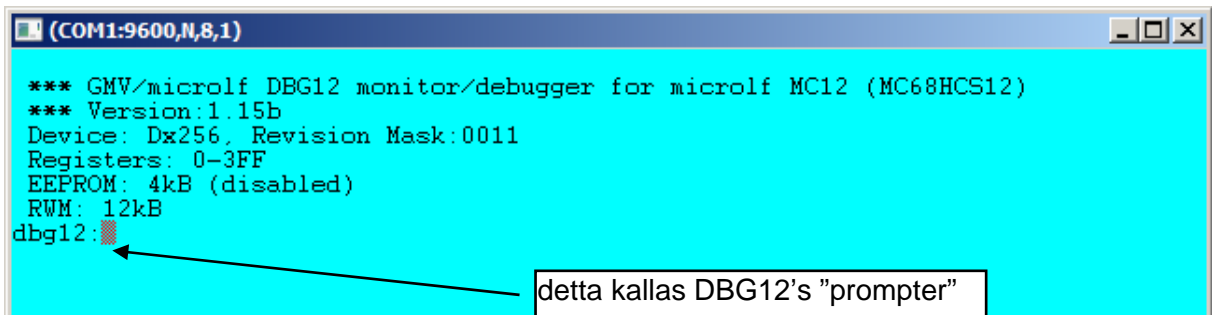 (COM1:9600,N,8,1)
*** GMV/microlf DBG12 monitor/debugger for microlf MC12 (MC68HCS12)
*** Version:1.15b
Device: Dx256, Revision Mask:0011
Registers: 0-3FF
EEPROM: 4kB (disabled)
RWM: 12kB
dbg12:
detta kallas DBG12's ”prompter”